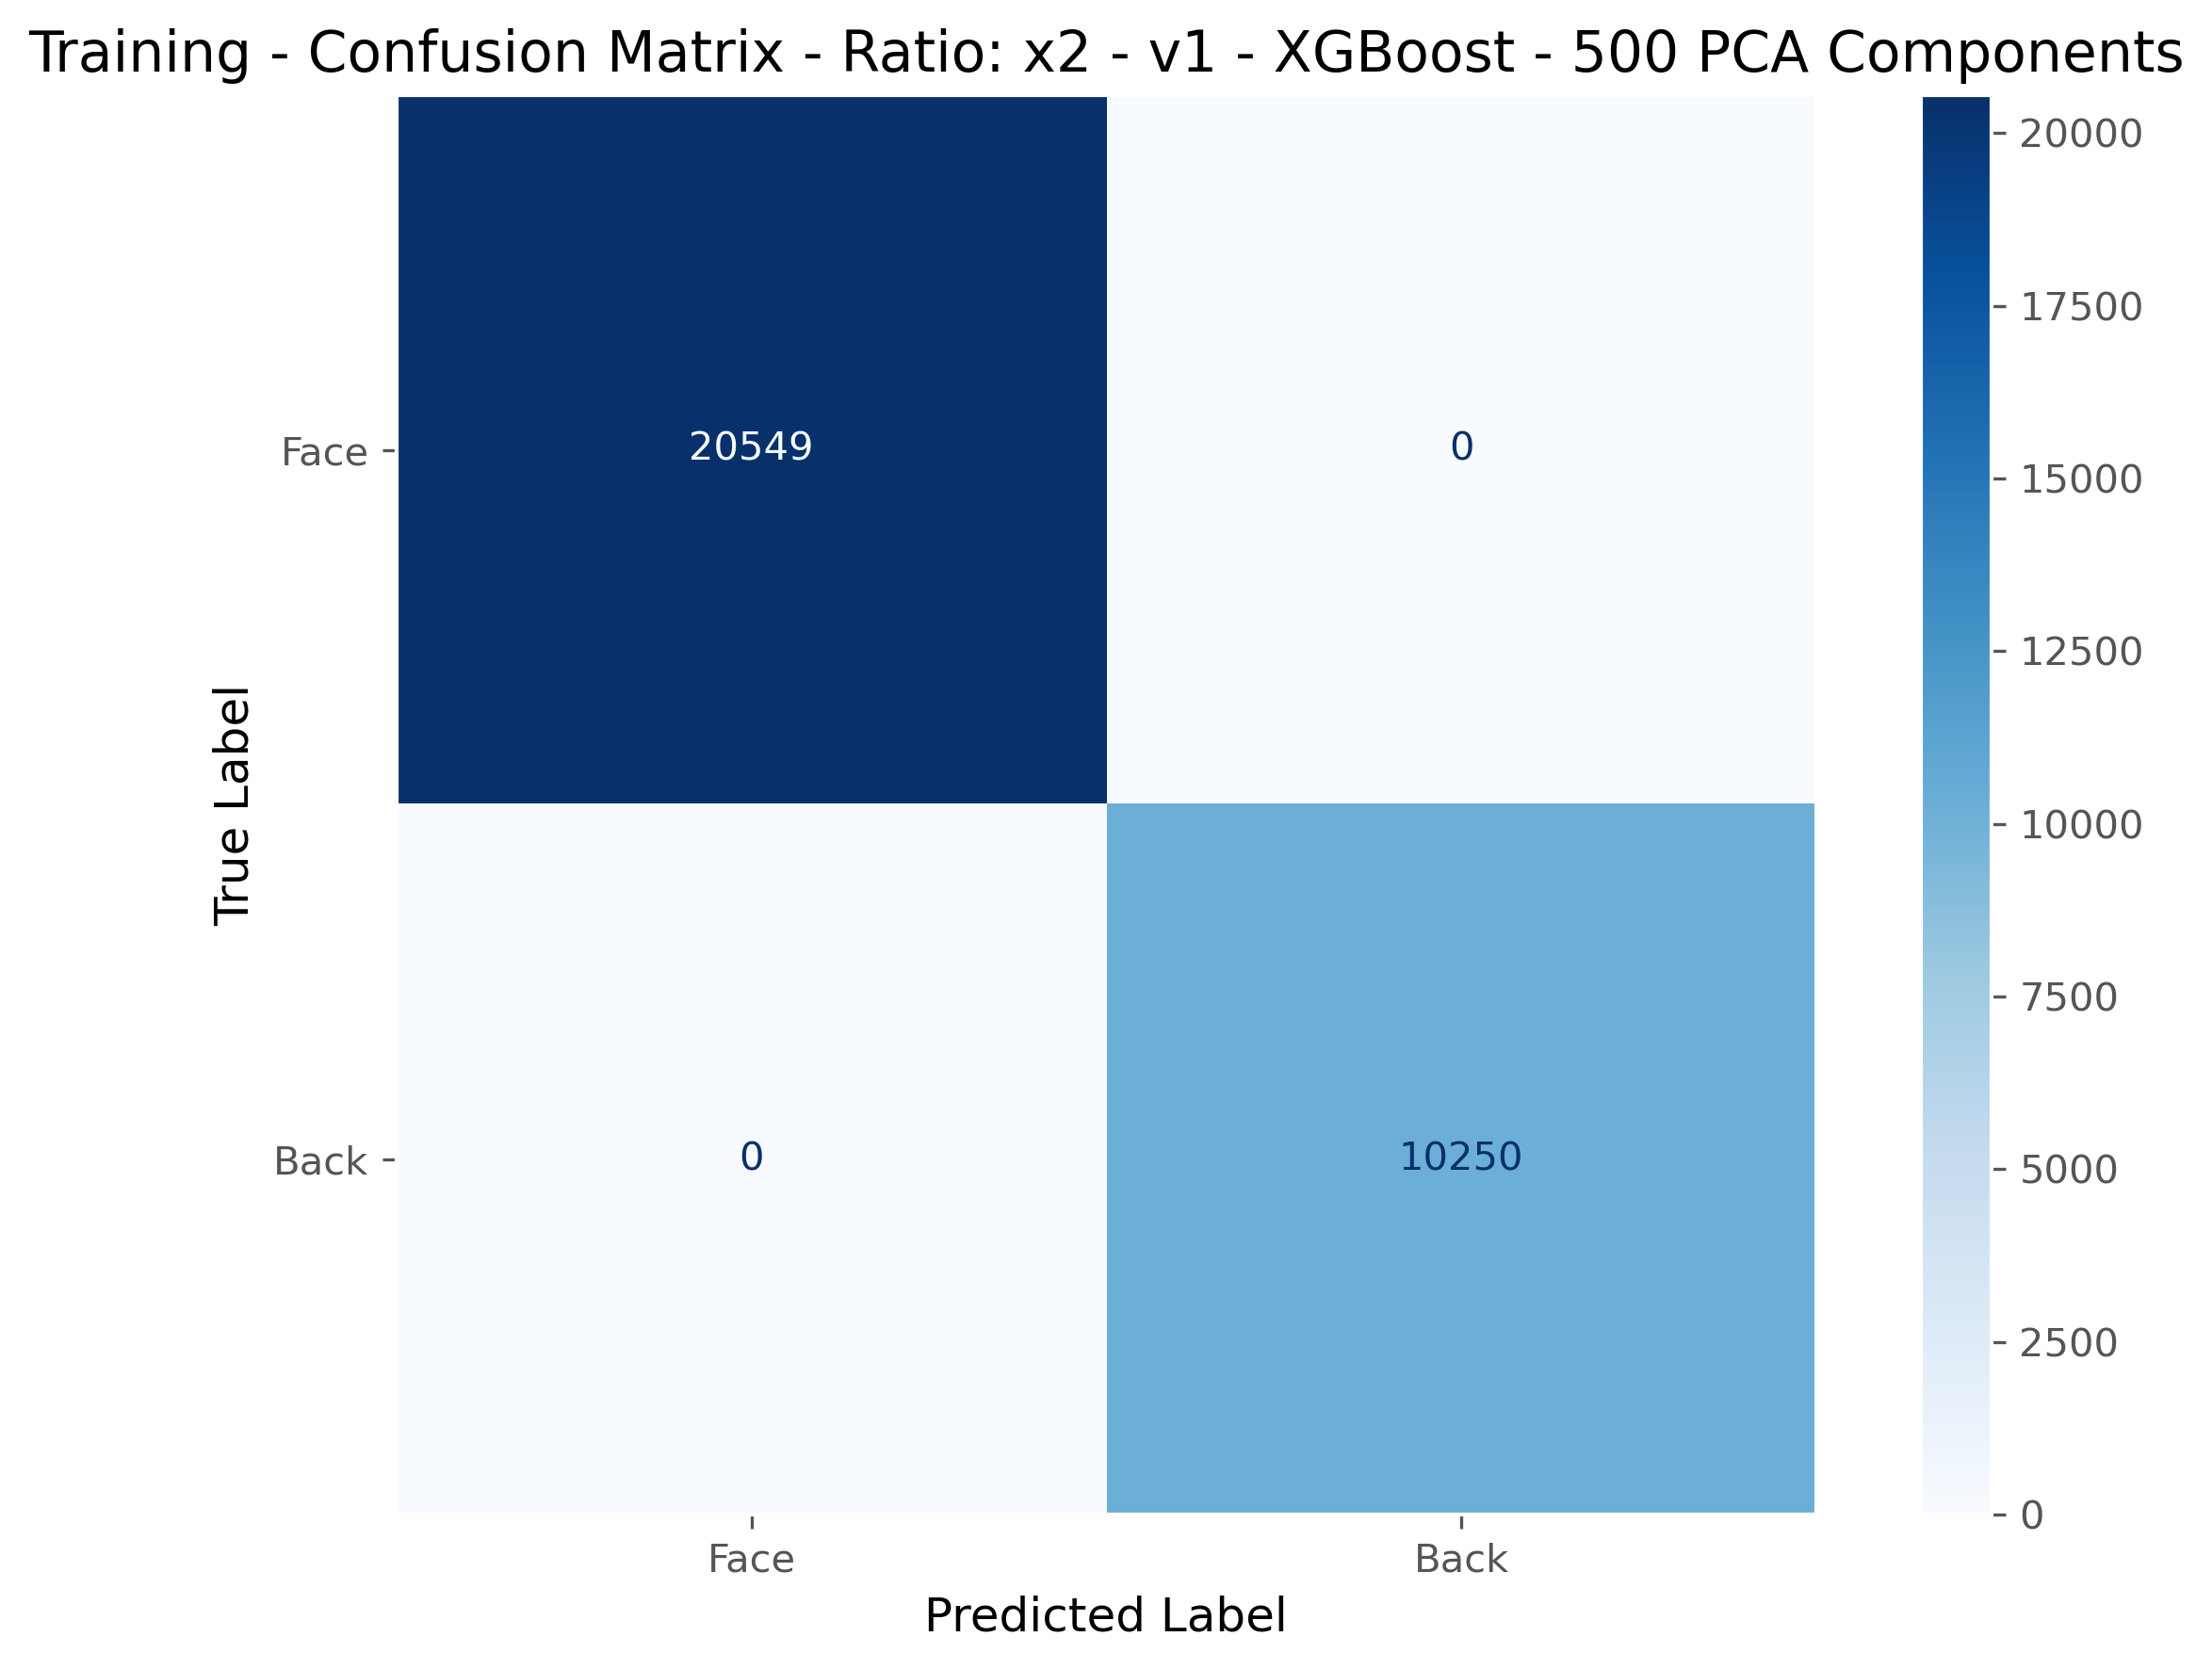 Training - Confusion Matrix - Ratio: x2 - v1 - XGBoost - 500 PCA Components
True Label
Face
20549
0
Back
0
10250
Face
Back
Predicted Label
20000
17500
15000
12500
10000
7500
5000
2500
0